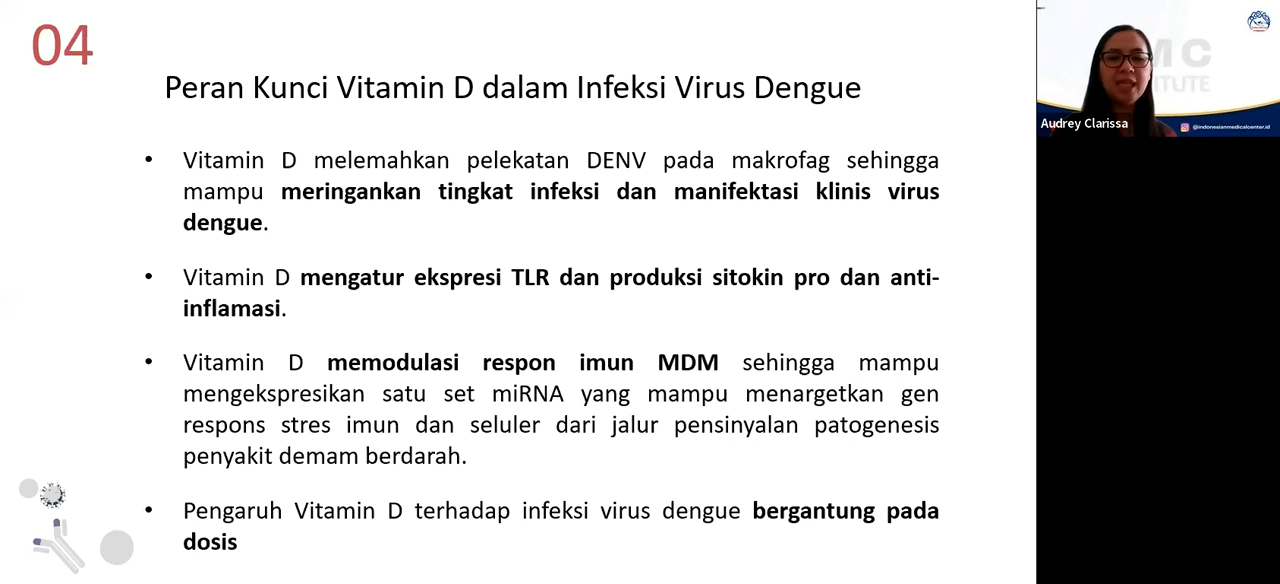 04
Peran Kunci Vitamin D dalam Infeksi Virus Dengue
• Vitamin D melemahkan pelekatan DENV pada makrofag sehingga
mampu meringankan tingkat infeksi dan manifektasi klinis virus
dengue.
• Vitamin D mengatur ekspresi TLR dan produksi sitokin pro dan anti-
inflamasi.
• Vitamin D memodulasi respon imun MDM sehingga mampu
mengekspresikan satu set miRNA yang mampu menargetkan gen
respons stres imun dan seluler dari jalur pensinyalan patogenesis
penyakit demam berdarah.
• Pengaruh Vitamin D terhadap infeksi virus dengue bergantung pada
dosis
MC
Audrey Clarissa
@indonesianmedicalcenter.id